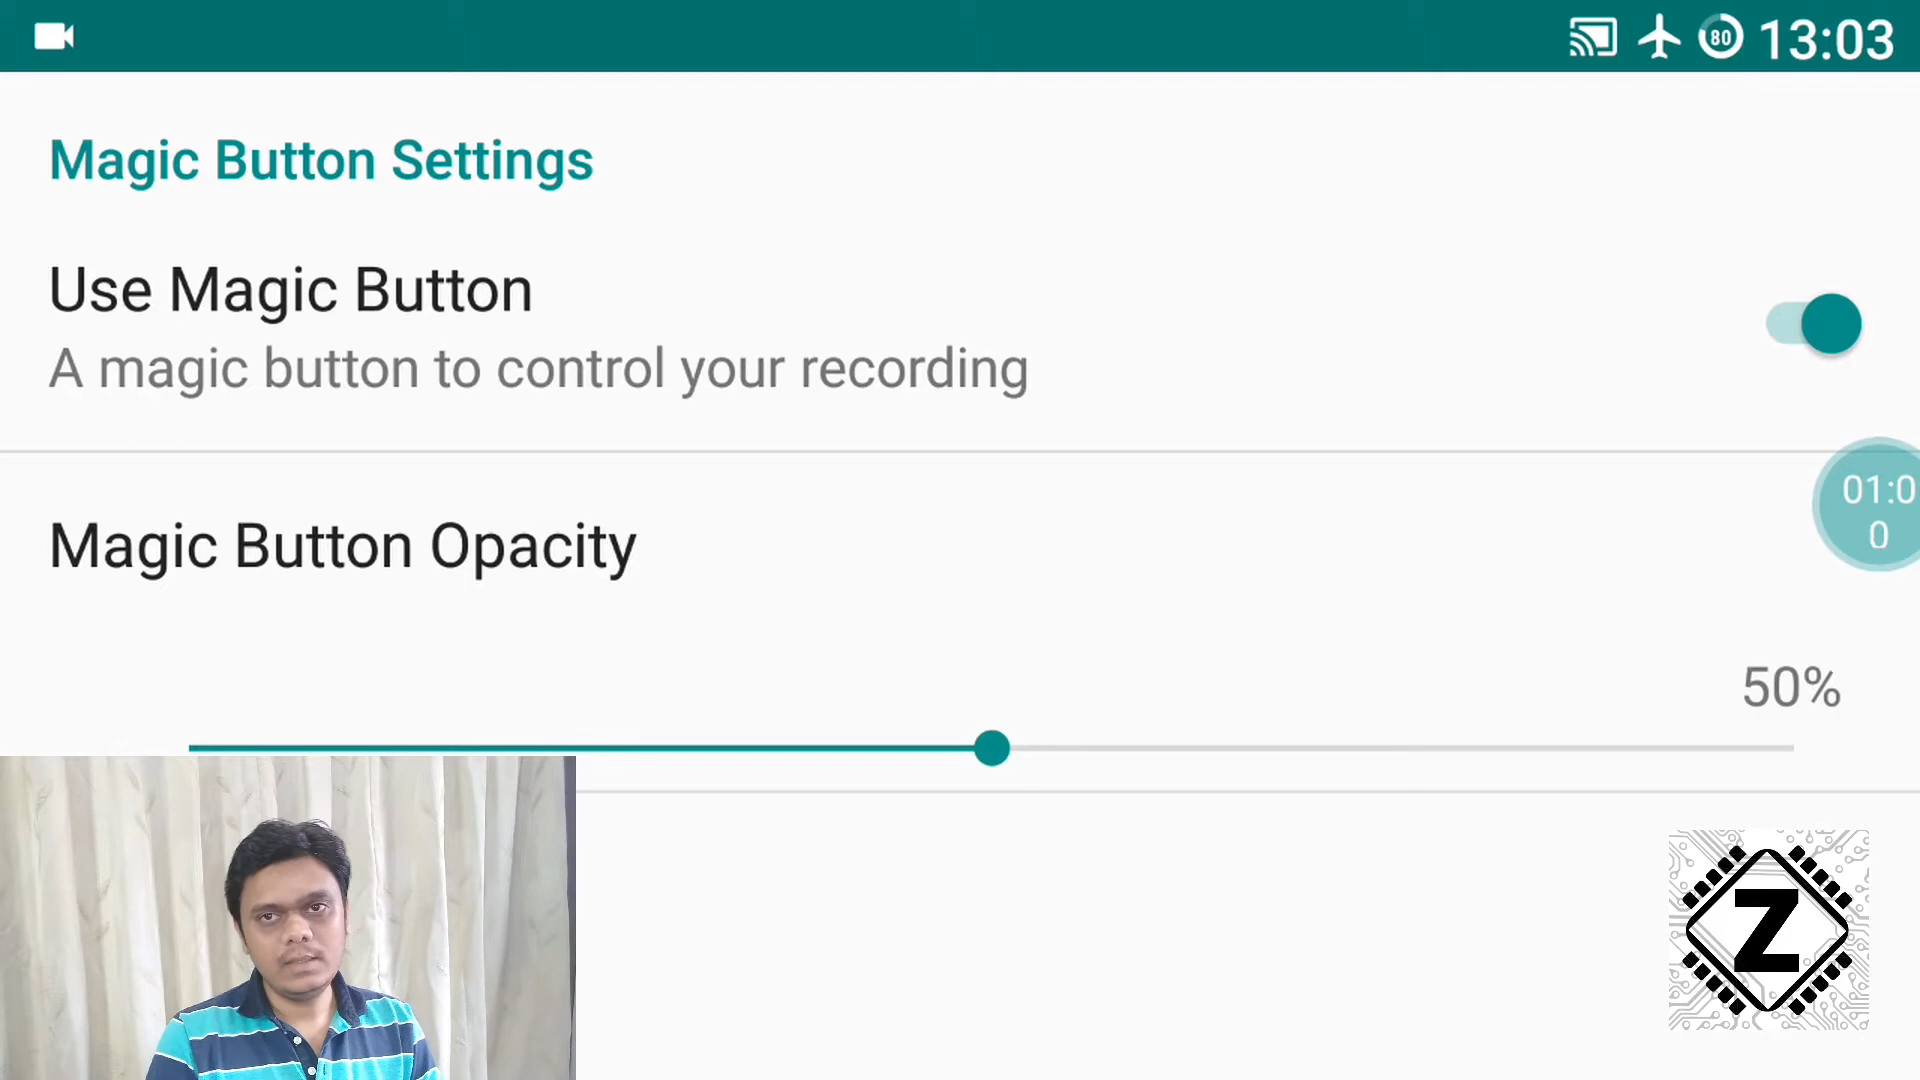 80 13:03
Magic Button Settings
Use Magic Button
A magic button to control your recording
01:0
0
Magic Button Opacity
50%
Z